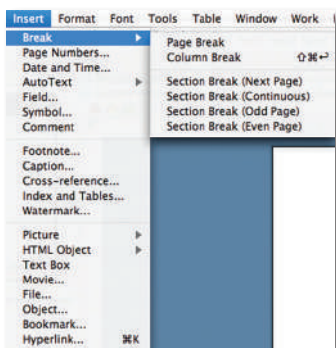 Insert Format Font Tools Table Window Work
Break
Page Numbers...
Date and Time...
AutoText
Field...
Symbol...
Comment
Footnote...
Caption...
Cross-reference...
Index and Tables...
Watermark...
Picture
HTML Object
Text Box
Movie...
File...
Object...
Bookmark...
Hyperlink... ⌘K
Page Break
Column Break ⇧⌘↩
Section Break (Next Page)
Section Break (Continuous)
Section Break (Odd Page)
Section Break (Even Page)